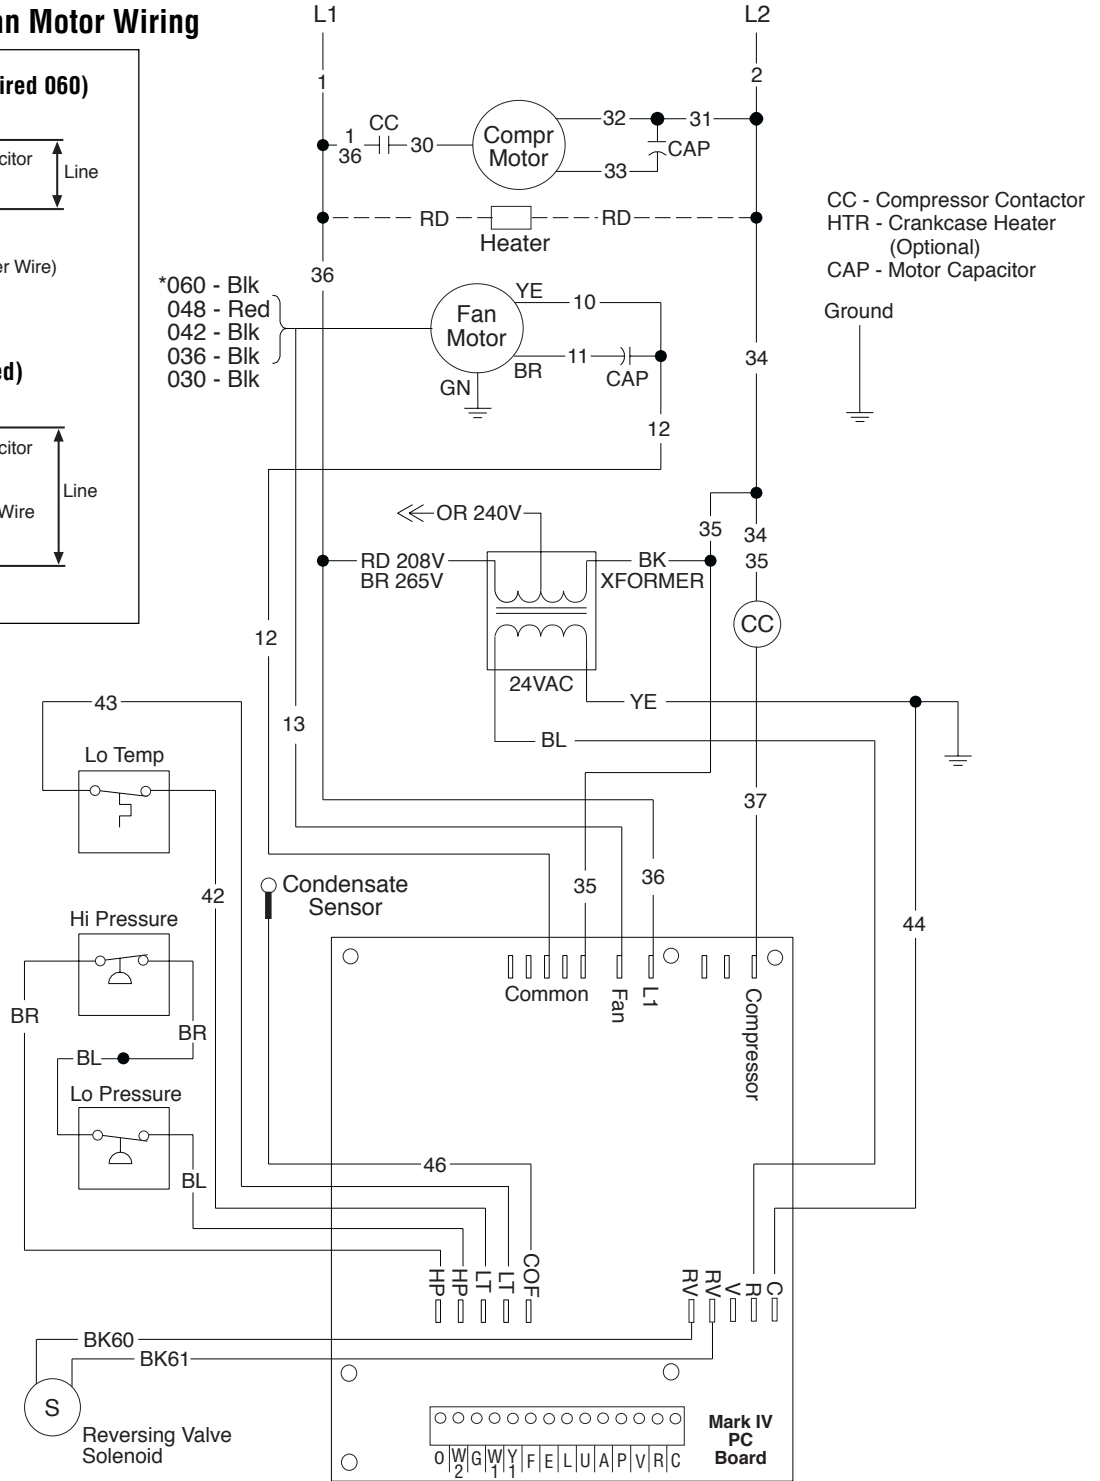 an Motor Wiring
ired 060)
citor
Line
er Wire)
ed)
citor
Line
Wire
L1
L2
1
2
1
36
CC
30
Compr
Motor
32
31
33
CAP
RD
RD
Heater
36
CC - Compressor Contactor
HTR - Crankcase Heater
(Optional)
CAP - Motor Capacitor
Ground
*060 - Blk
048 - Red
042 - Blk
036 - Blk
030 - Blk
Fan
Motor
YE
10
11
BR
CAP
GN
34
12
OR 240V
35
34
35
RD 208V
BR 265V
BK
XFORMER
CC
12
24VAC
YE
13
BL
43
Lo Temp
37
42
Condensate
Sensor
35
36
44
Hi Pressure
BR
BR
BL
Lo Pressure
BL
Common
Fan
L1
Compressor
46
HP
HP
LT
LT
COF
RV
RV
V
R
C
BK60
BK61
S
Reversing Valve
Solenoid
Mark IV
PC
Board
O W2 G W1 Y1 F E L U A P V R C